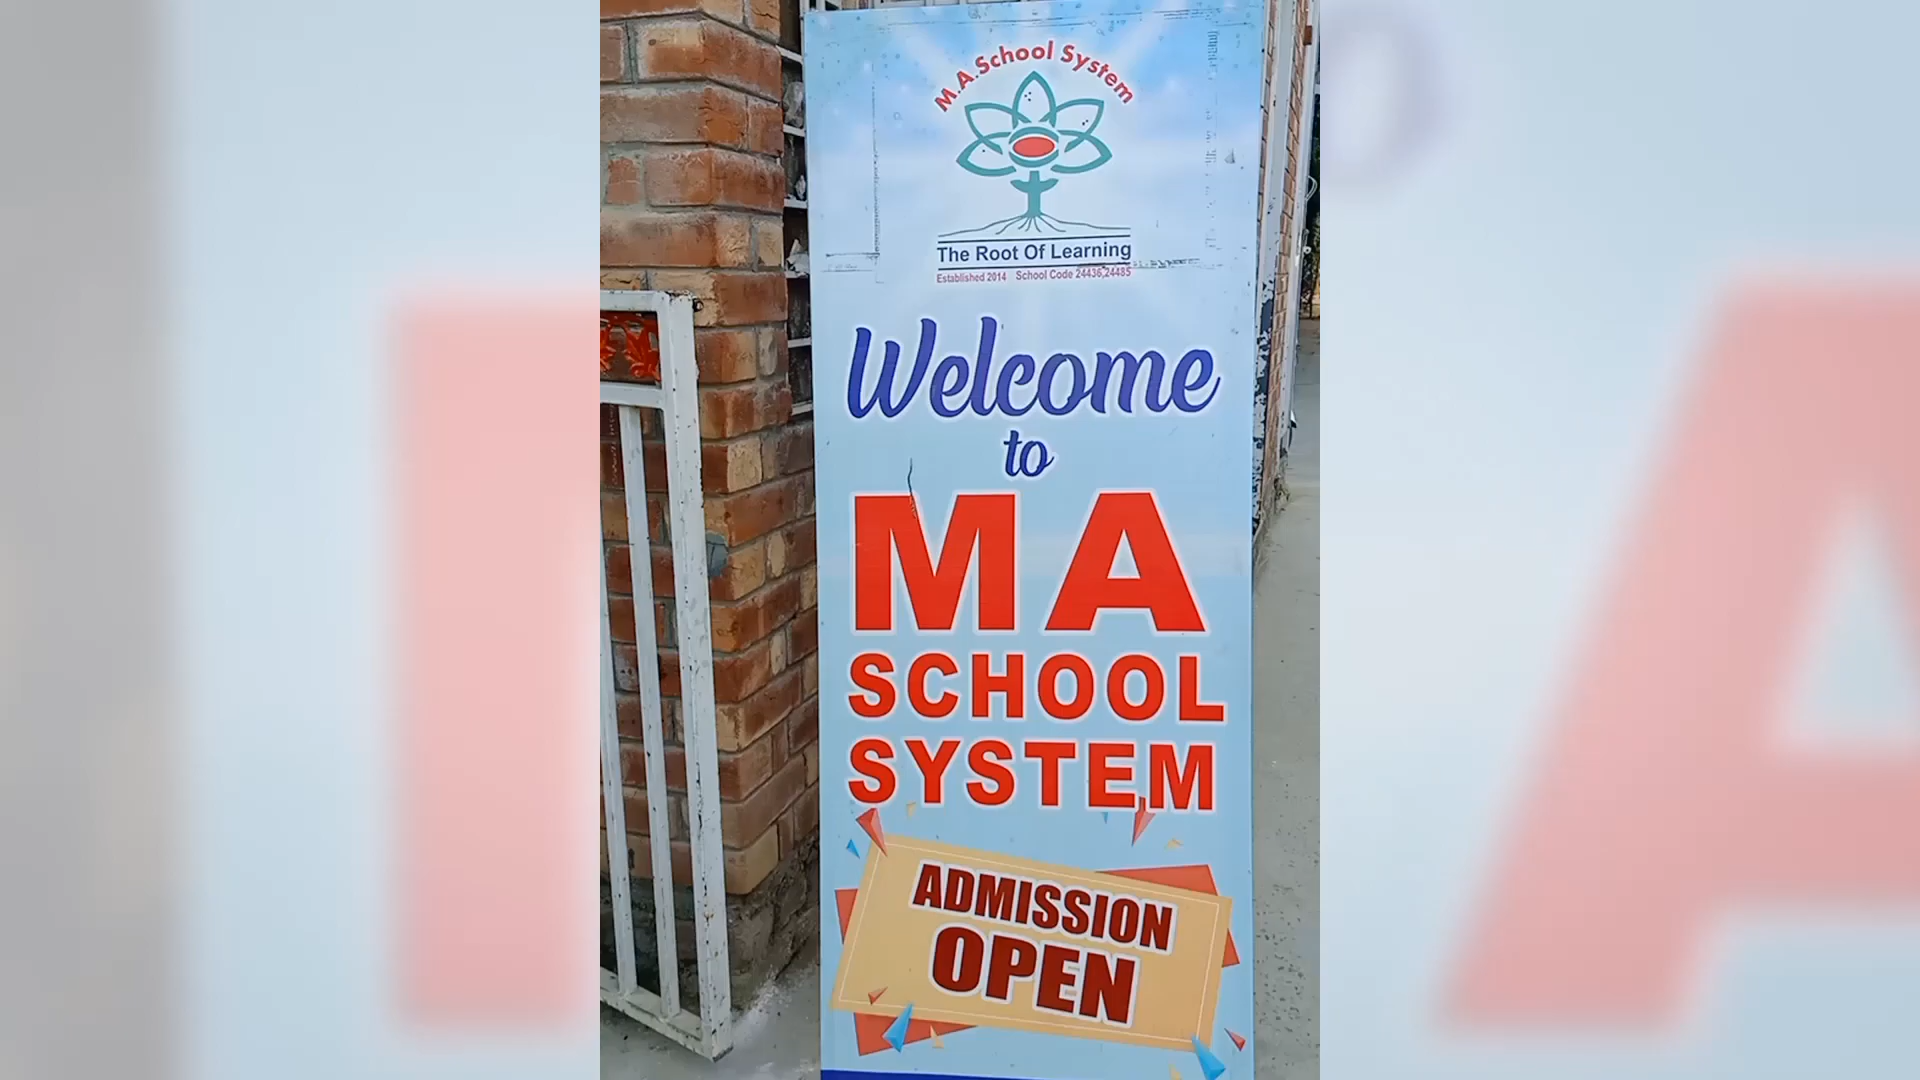 M.A.School System
The Root Of Learning
Established 2014 School Code 24436,24485
Welcome
to
MA
SCHOOL
SYSTEM
ADMISSION
OPEN